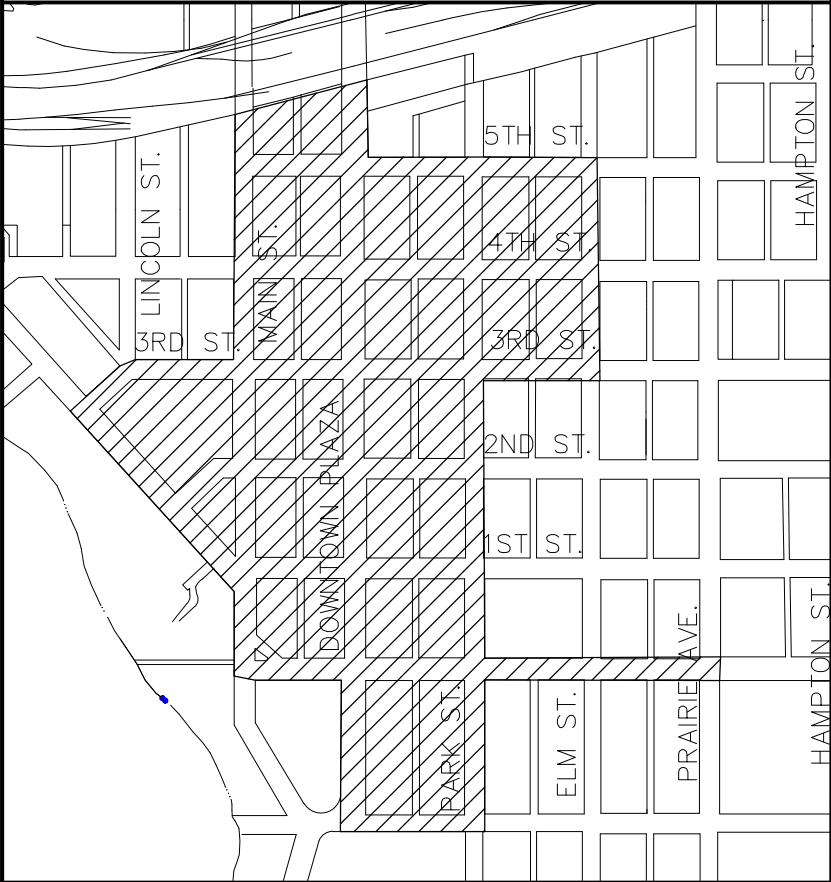 HAMPTON ST.
5TH ST.
LINCOLN ST.
MAIN ST.
4TH ST.
3RD ST.
3RD ST.
DOWNTOWN PLAZA
2ND ST.
1ST ST.
PARK ST.
ELM ST.
PRAIRIE AVE.
HAMPTON ST.